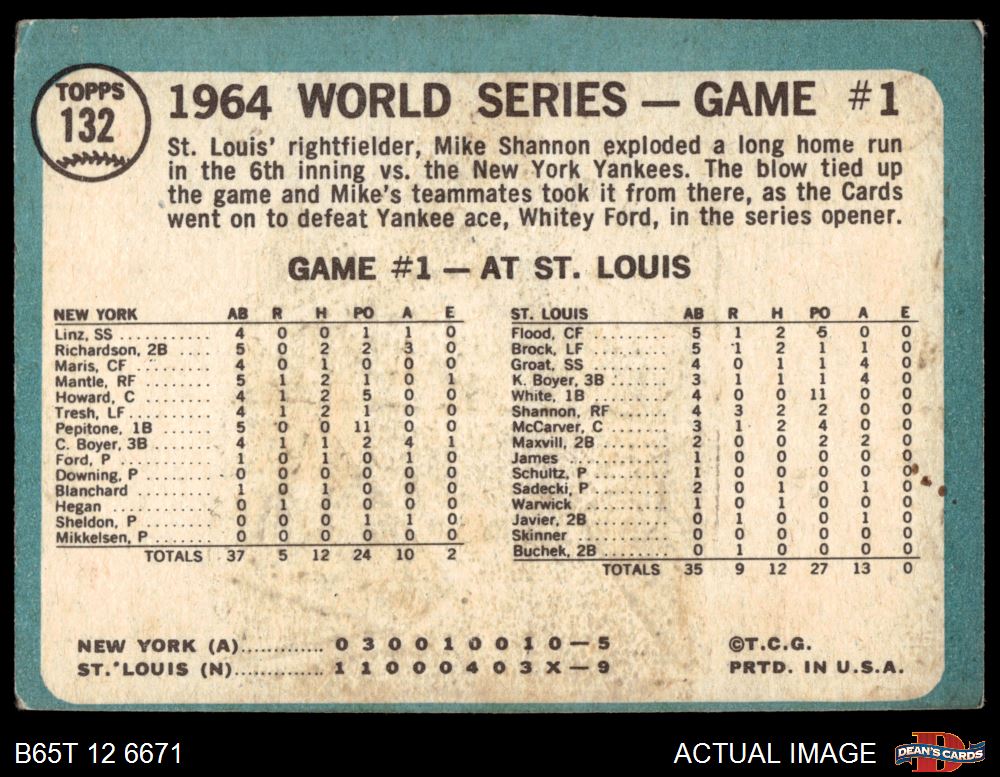 TOPPS
132
1964 WORLD SERIES — GAME #1
St. Louis' rightfielder, Mike Shannon exploded a long home run
in the 6th inning vs. the New York Yankees. The blow tied up
the game and Mike's teammates took it from there, as the Cards
went on to defeat Yankee ace, Whitey Ford, in the series opener.
GAME #1 — AT ST. LOUIS
NEW YORK AB R H PO A E
Linz, SS .......... 4 0 0 1 1 0
Richardson, 2B .... 5 0 2 2 3 0
Maris, CF ......... 4 0 1 0 0 0
Mantle, RF ........ 5 1 2 1 0 1
Howard, C ......... 4 1 2 5 0 0
Tresh, LF ......... 4 1 2 1 0 0
Pepitone, 1B ...... 5 0 0 11 0 0
C. Boyer, 3B ...... 4 1 1 2 4 1
Ford, P ........... 1 0 1 0 1 0
Downing, P ........ 0 0 0 0 0 0
Blanchard ......... 1 0 1 0 0 0
Hegan ............. 0 1 0 0 0 0
Sheldon, P ........ 0 0 0 1 1 0
Mikkelsen, P ...... 0 0 0 0 0 0
TOTALS 37 5 12 24 10 2
ST. LOUIS AB R H PO A E
Flood, CF ......... 5 1 2 5 0 0
Brock, LF ......... 5 1 2 1 1 0
Groat, SS ......... 4 0 1 1 4 0
K. Boyer, 3B ...... 3 1 1 1 4 0
White, 1B ......... 4 0 0 11 0 0
Shannon, RF ....... 4 3 2 2 0 0
McCarver, C ....... 3 1 2 4 0 0
Maxvill, 2B ....... 2 0 0 2 2 0
James ............. 1 0 0 0 0 0
Schultz, P ........ 1 0 0 0 0 0
Sadecki, P ........ 2 0 1 0 1 0
Warwick ........... 1 0 1 0 0 0
Javier, 2B ........ 0 1 0 0 1 0
Skinner ........... 0 0 0 0 0 0
Buchek, 2B ........ 0 1 0 0 0 0
TOTALS 35 9 12 27 13 0
NEW YORK (A).............. 0 3 0 0 1 0 0 1 0 — 5
ST. LOUIS (N).............. 1 1 0 0 0 4 0 3 X — 9
©T.C.G.
PRTD. IN U.S.A.
B65T 12 6671
ACTUAL IMAGE
D
DEAN'S CARDS